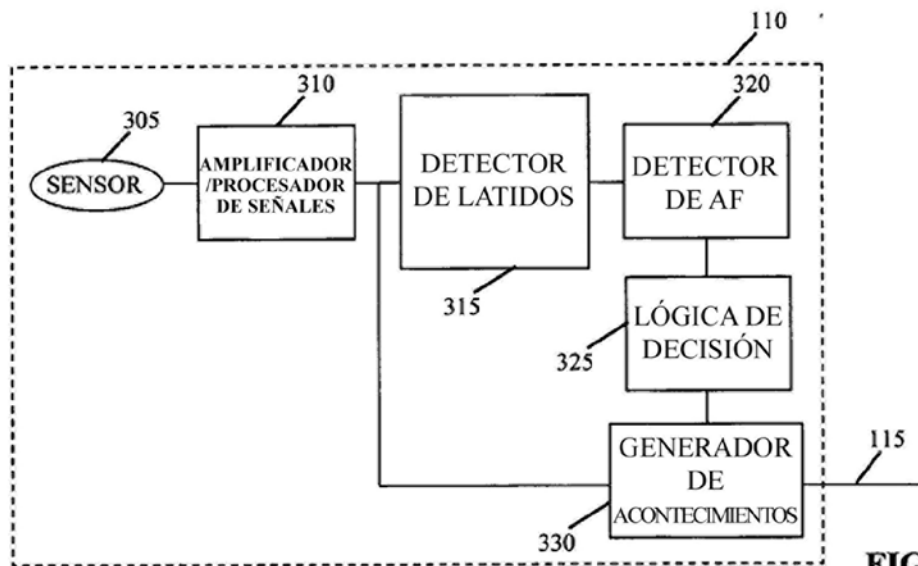 110
310
320
305
SENSOR
AMPLIFICADOR
/PROCESADOR
DE SEÑALES
DETECTOR
DE LATIDOS
DETECTOR
DE AF
315
LÓGICA DE
DECISIÓN
325
GENERADOR
DE
ACONTECIMIENTOS
115
330
FIG